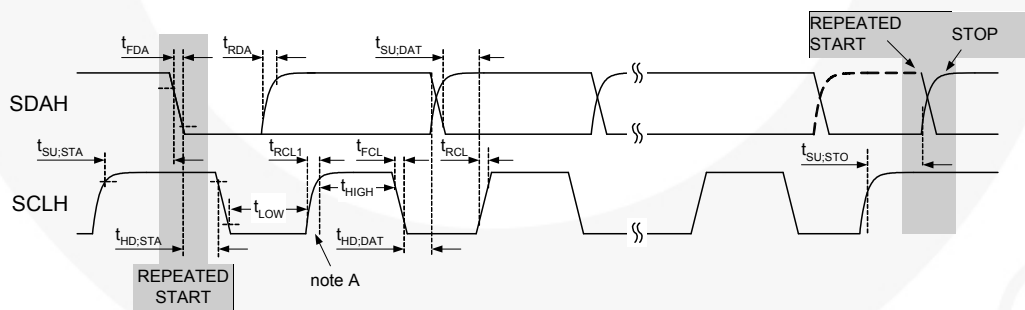 REPEATED
START
STOP
tFDA
tRDA
tSU;DAT
SDAH
tSU;STA
tRCL1
tFCL
tRCL
tSU;STO
tHIGH
SCLH
tLOW
tHD;STA
tHD;DAT
REPEATED
START
note A